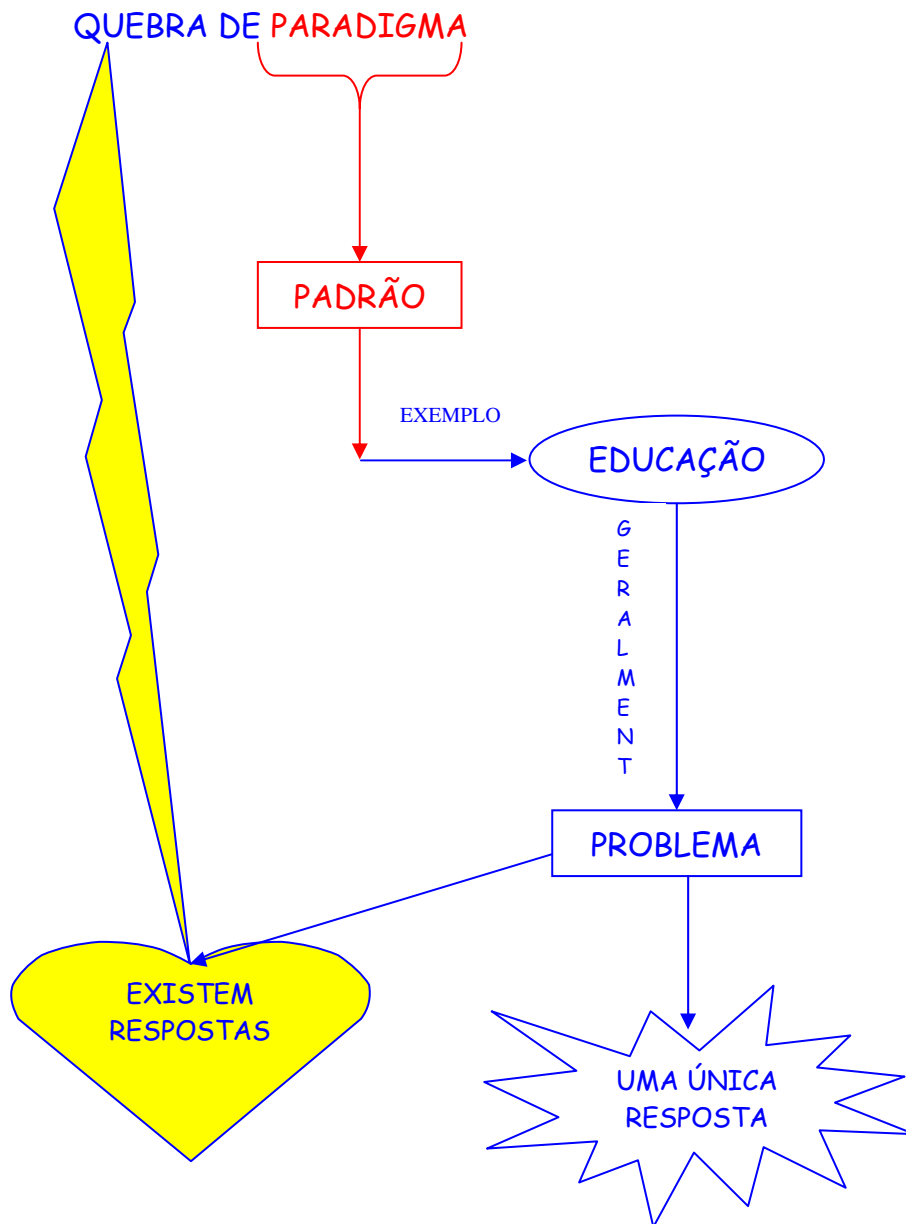 QUEBRA DE PARADIGMA
PADRÃO
EXEMPLO
EDUCAÇÃO
G
E
R
A
L
M
E
N
T
PROBLEMA
EXISTEM
RESPOSTAS
UMA ÚNICA
RESPOSTA